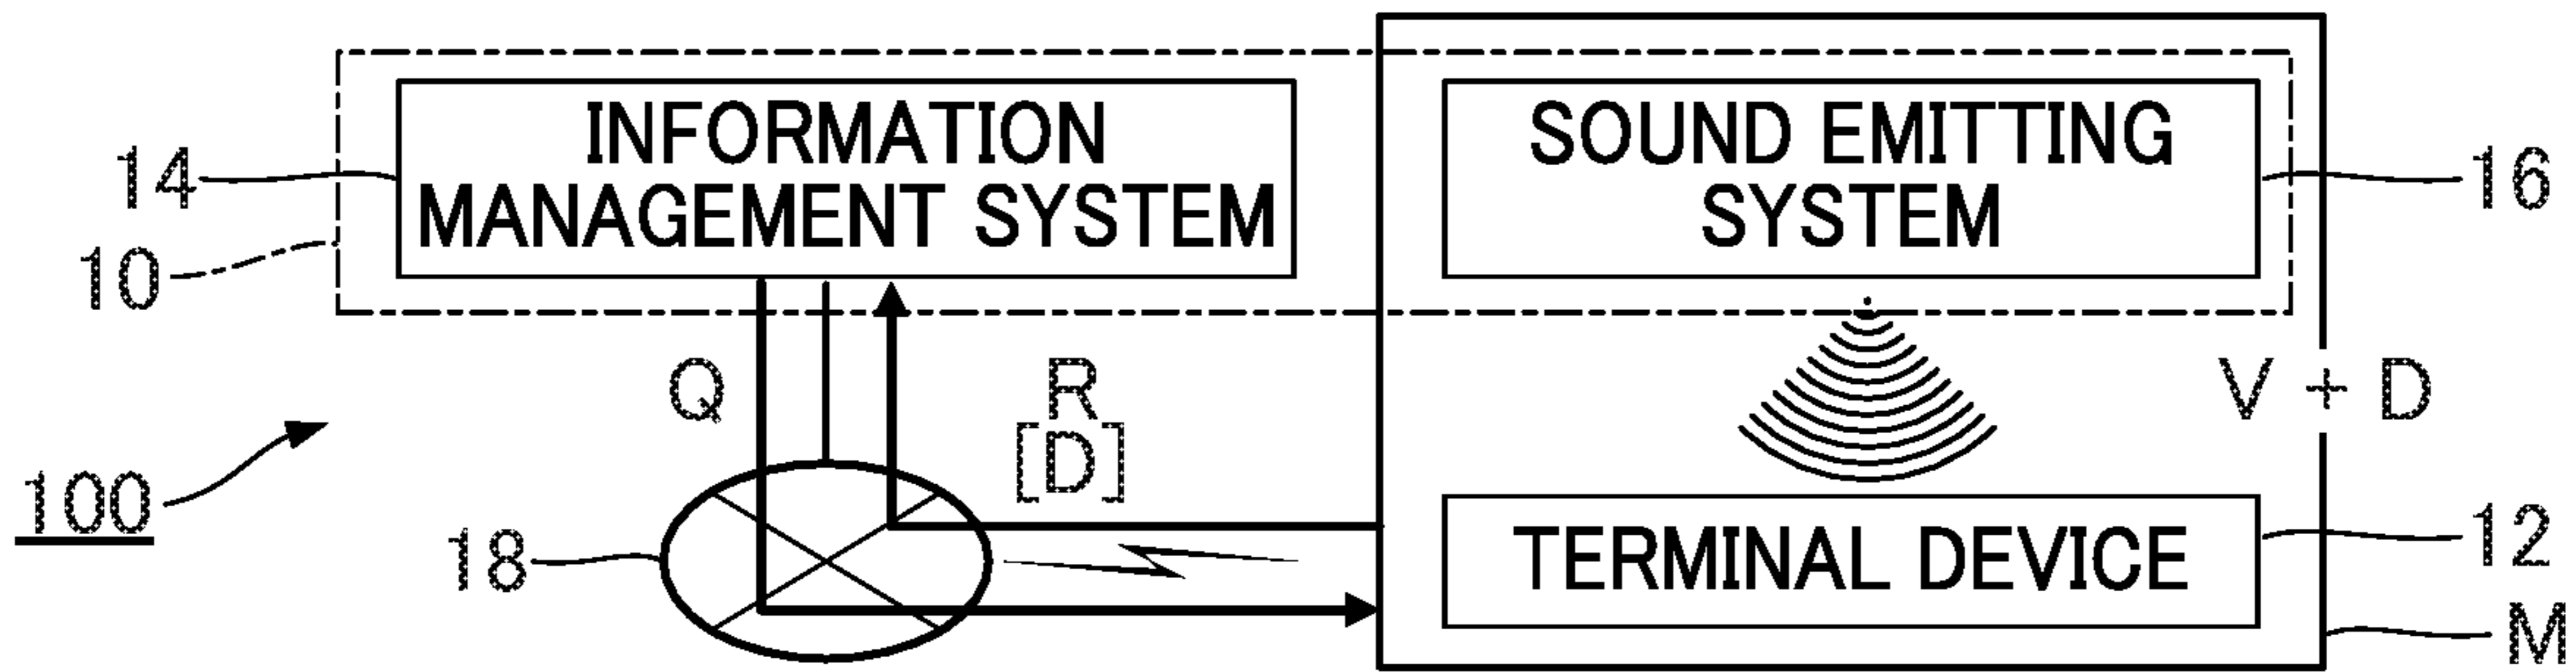 INFORMATION
MANAGEMENT SYSTEM
SOUND EMITTING
SYSTEM
14
16
10
Q
R
[D]
V + D
100
18
TERMINAL DEVICE
12
M